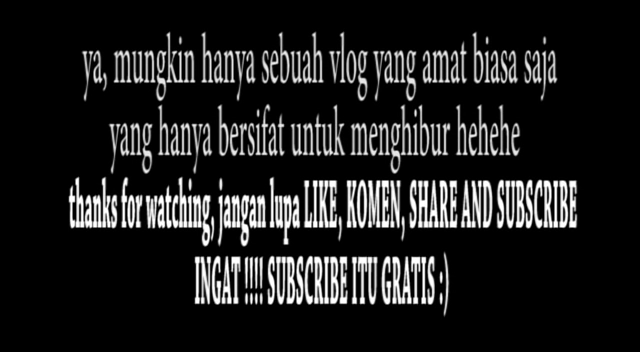 ya, mungkin hanya sebuah vlog yang amat biasa saja
yang hanya bersifat untuk menghibur hehehe
thanks for watching, jangan lupa LIKE, KOMEN, SHARE AND SUBSCRIBE
INGAT !!!! SUBSCRIBE ITU GRATIS :)